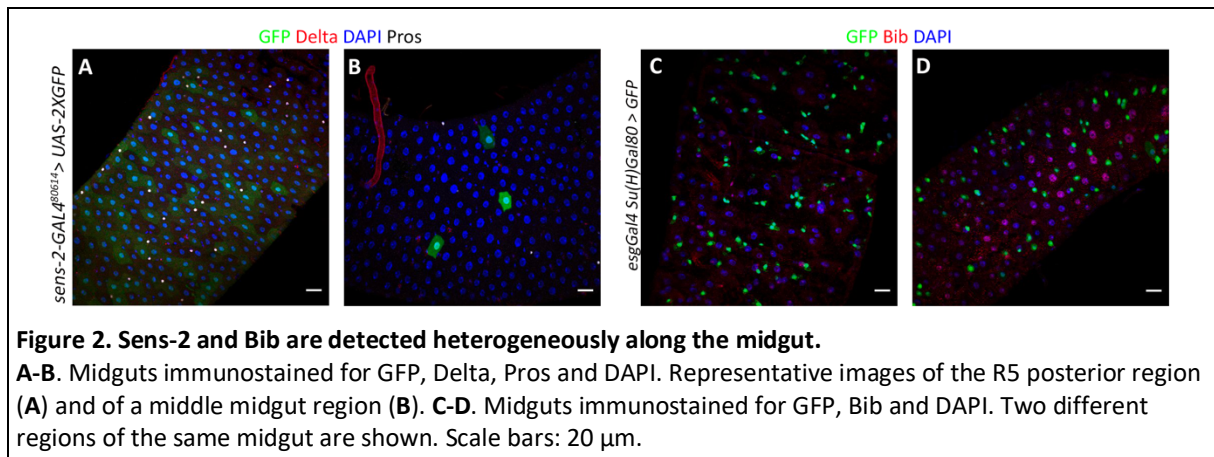 GFP Delta DAPI Pros
GFP Bib DAPI
sens-2-GAL4⁸⁰⁶¹⁴> UAS-2XGFP
A
B
esgGal4 Su(H)Gal80 > GFP
C
D
Figure 2. Sens-2 and Bib are detected heterogeneously along the midgut.
A-B. Midguts immunostained for GFP, Delta, Pros and DAPI. Representative images of the R5 posterior region
(A) and of a middle midgut region (B). C-D. Midguts immunostained for GFP, Bib and DAPI. Two different
regions of the same midgut are shown. Scale bars: 20 µm.